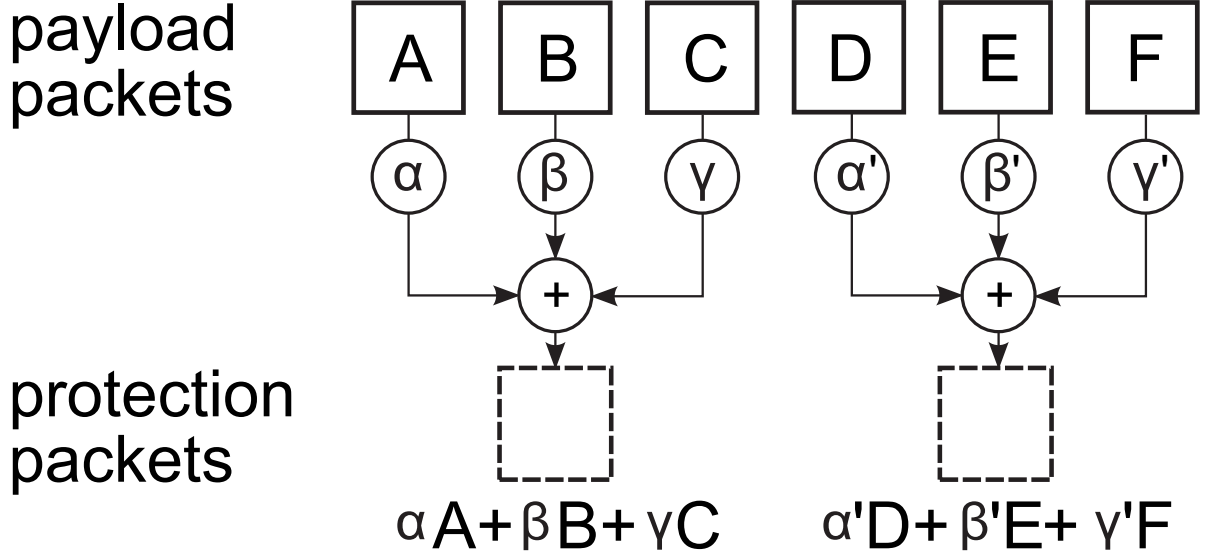 payload
packets
A B C D E F
α β γ α' β' γ'
+ +
protection
packets
αA+βB+γC α'D+β'E+γ'F